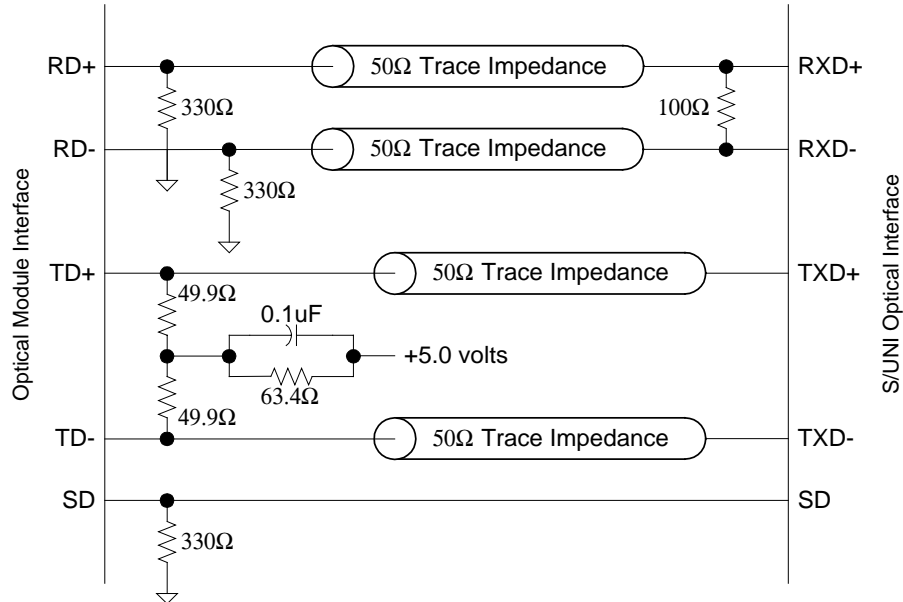 RD+
50Ω Trace Impedance
RXD+
330Ω
100Ω
RD-
50Ω Trace Impedance
RXD-
330Ω
Optical Module Interface
S/UNI Optical Interface
TD+
50Ω Trace Impedance
TXD+
49.9Ω
0.1uF
+5.0 volts
63.4Ω
49.9Ω
TD-
50Ω Trace Impedance
TXD-
SD
SD
330Ω